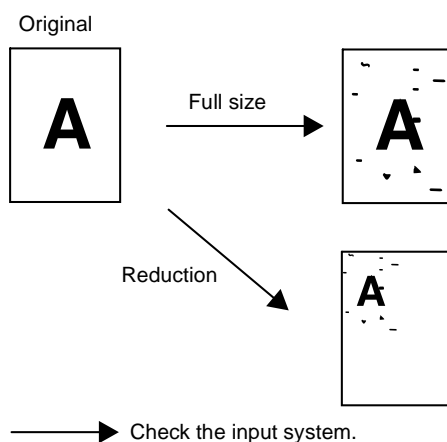 Original
A
Full size
A
Reduction
A
Check the input system.